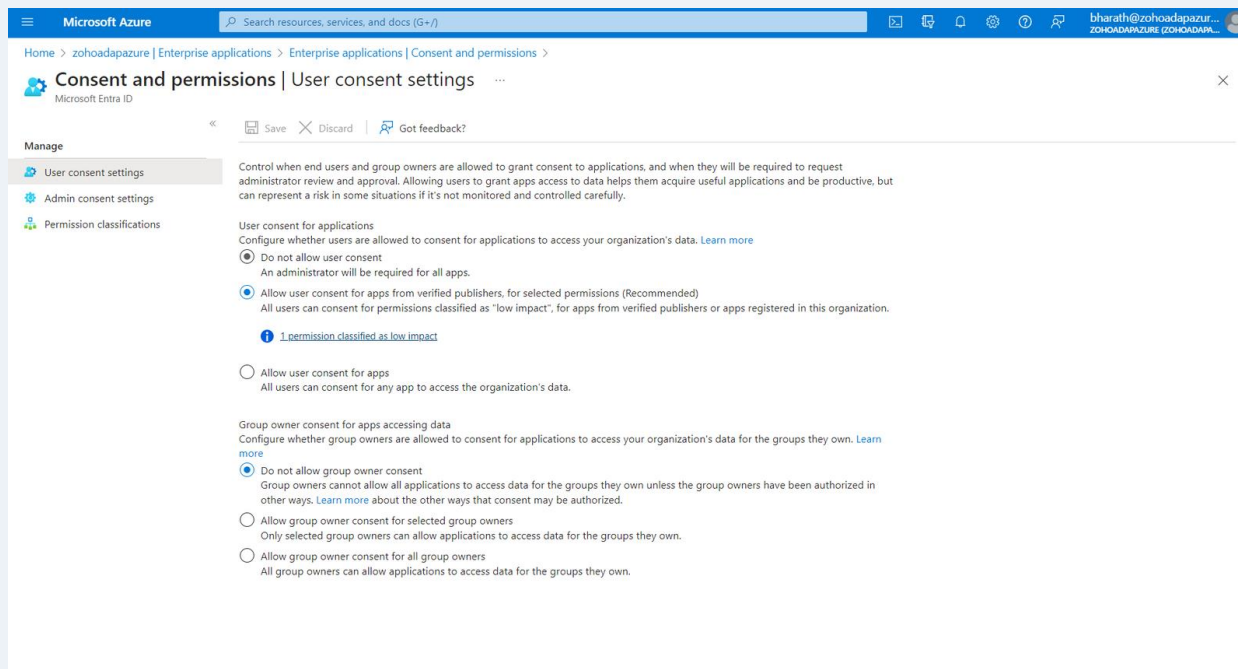 Microsoft Azure
Search resources, services, and docs (G+/)
bharath@zohoadapazur...
ZOHOADAPAZURE (ZOHOADAPA...
Home > zohoadapazure | Enterprise applications > Enterprise applications | Consent and permissions >
Consent and permissions | User consent settings ...
Microsoft Entra ID
«
Save Discard Got feedback?
Manage
User consent settings
Admin consent settings
Permission classifications
Control when end users and group owners are allowed to grant consent to applications, and when they will be required to request
administrator review and approval. Allowing users to grant apps access to data helps them acquire useful applications and be productive, but
can represent a risk in some situations if it's not monitored and controlled carefully.
User consent for applications
Configure whether users are allowed to consent for applications to access your organization's data. Learn more
Do not allow user consent
An administrator will be required for all apps.
Allow user consent for apps from verified publishers, for selected permissions (Recommended)
All users can consent for permissions classified as "low impact", for apps from verified publishers or apps registered in this organization.
1 permission classified as low impact
Allow user consent for apps
All users can consent for any app to access the organization's data.
Group owner consent for apps accessing data
Configure whether group owners are allowed to consent for applications to access your organization's data for the groups they own. Learn
more
Do not allow group owner consent
Group owners cannot allow all applications to access data for the groups they own unless the group owners have been authorized in
other ways. Learn more about the other ways that consent may be authorized.
Allow group owner consent for selected group owners
Only selected group owners can allow applications to access data for the groups they own.
Allow group owner consent for all group owners
All group owners can allow applications to access data for the groups they own.